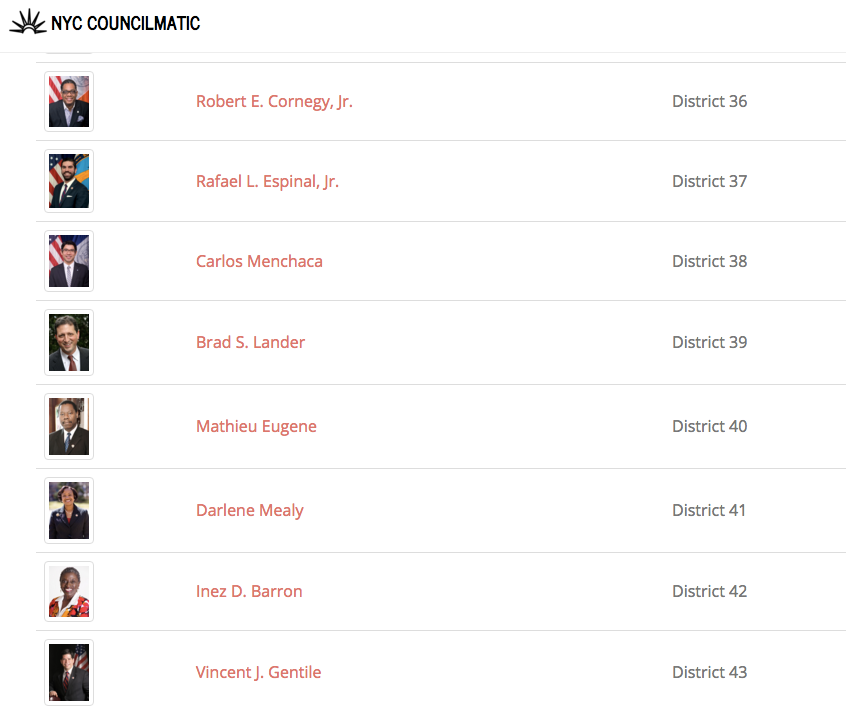 NYC COUNCILMATIC
Robert E. Cornegy, Jr. District 36
Rafael L. Espinal, Jr. District 37
Carlos Menchaca District 38
Brad S. Lander District 39
Mathieu Eugene District 40
Darlene Mealy District 41
Inez D. Barron District 42
Vincent J. Gentile District 43